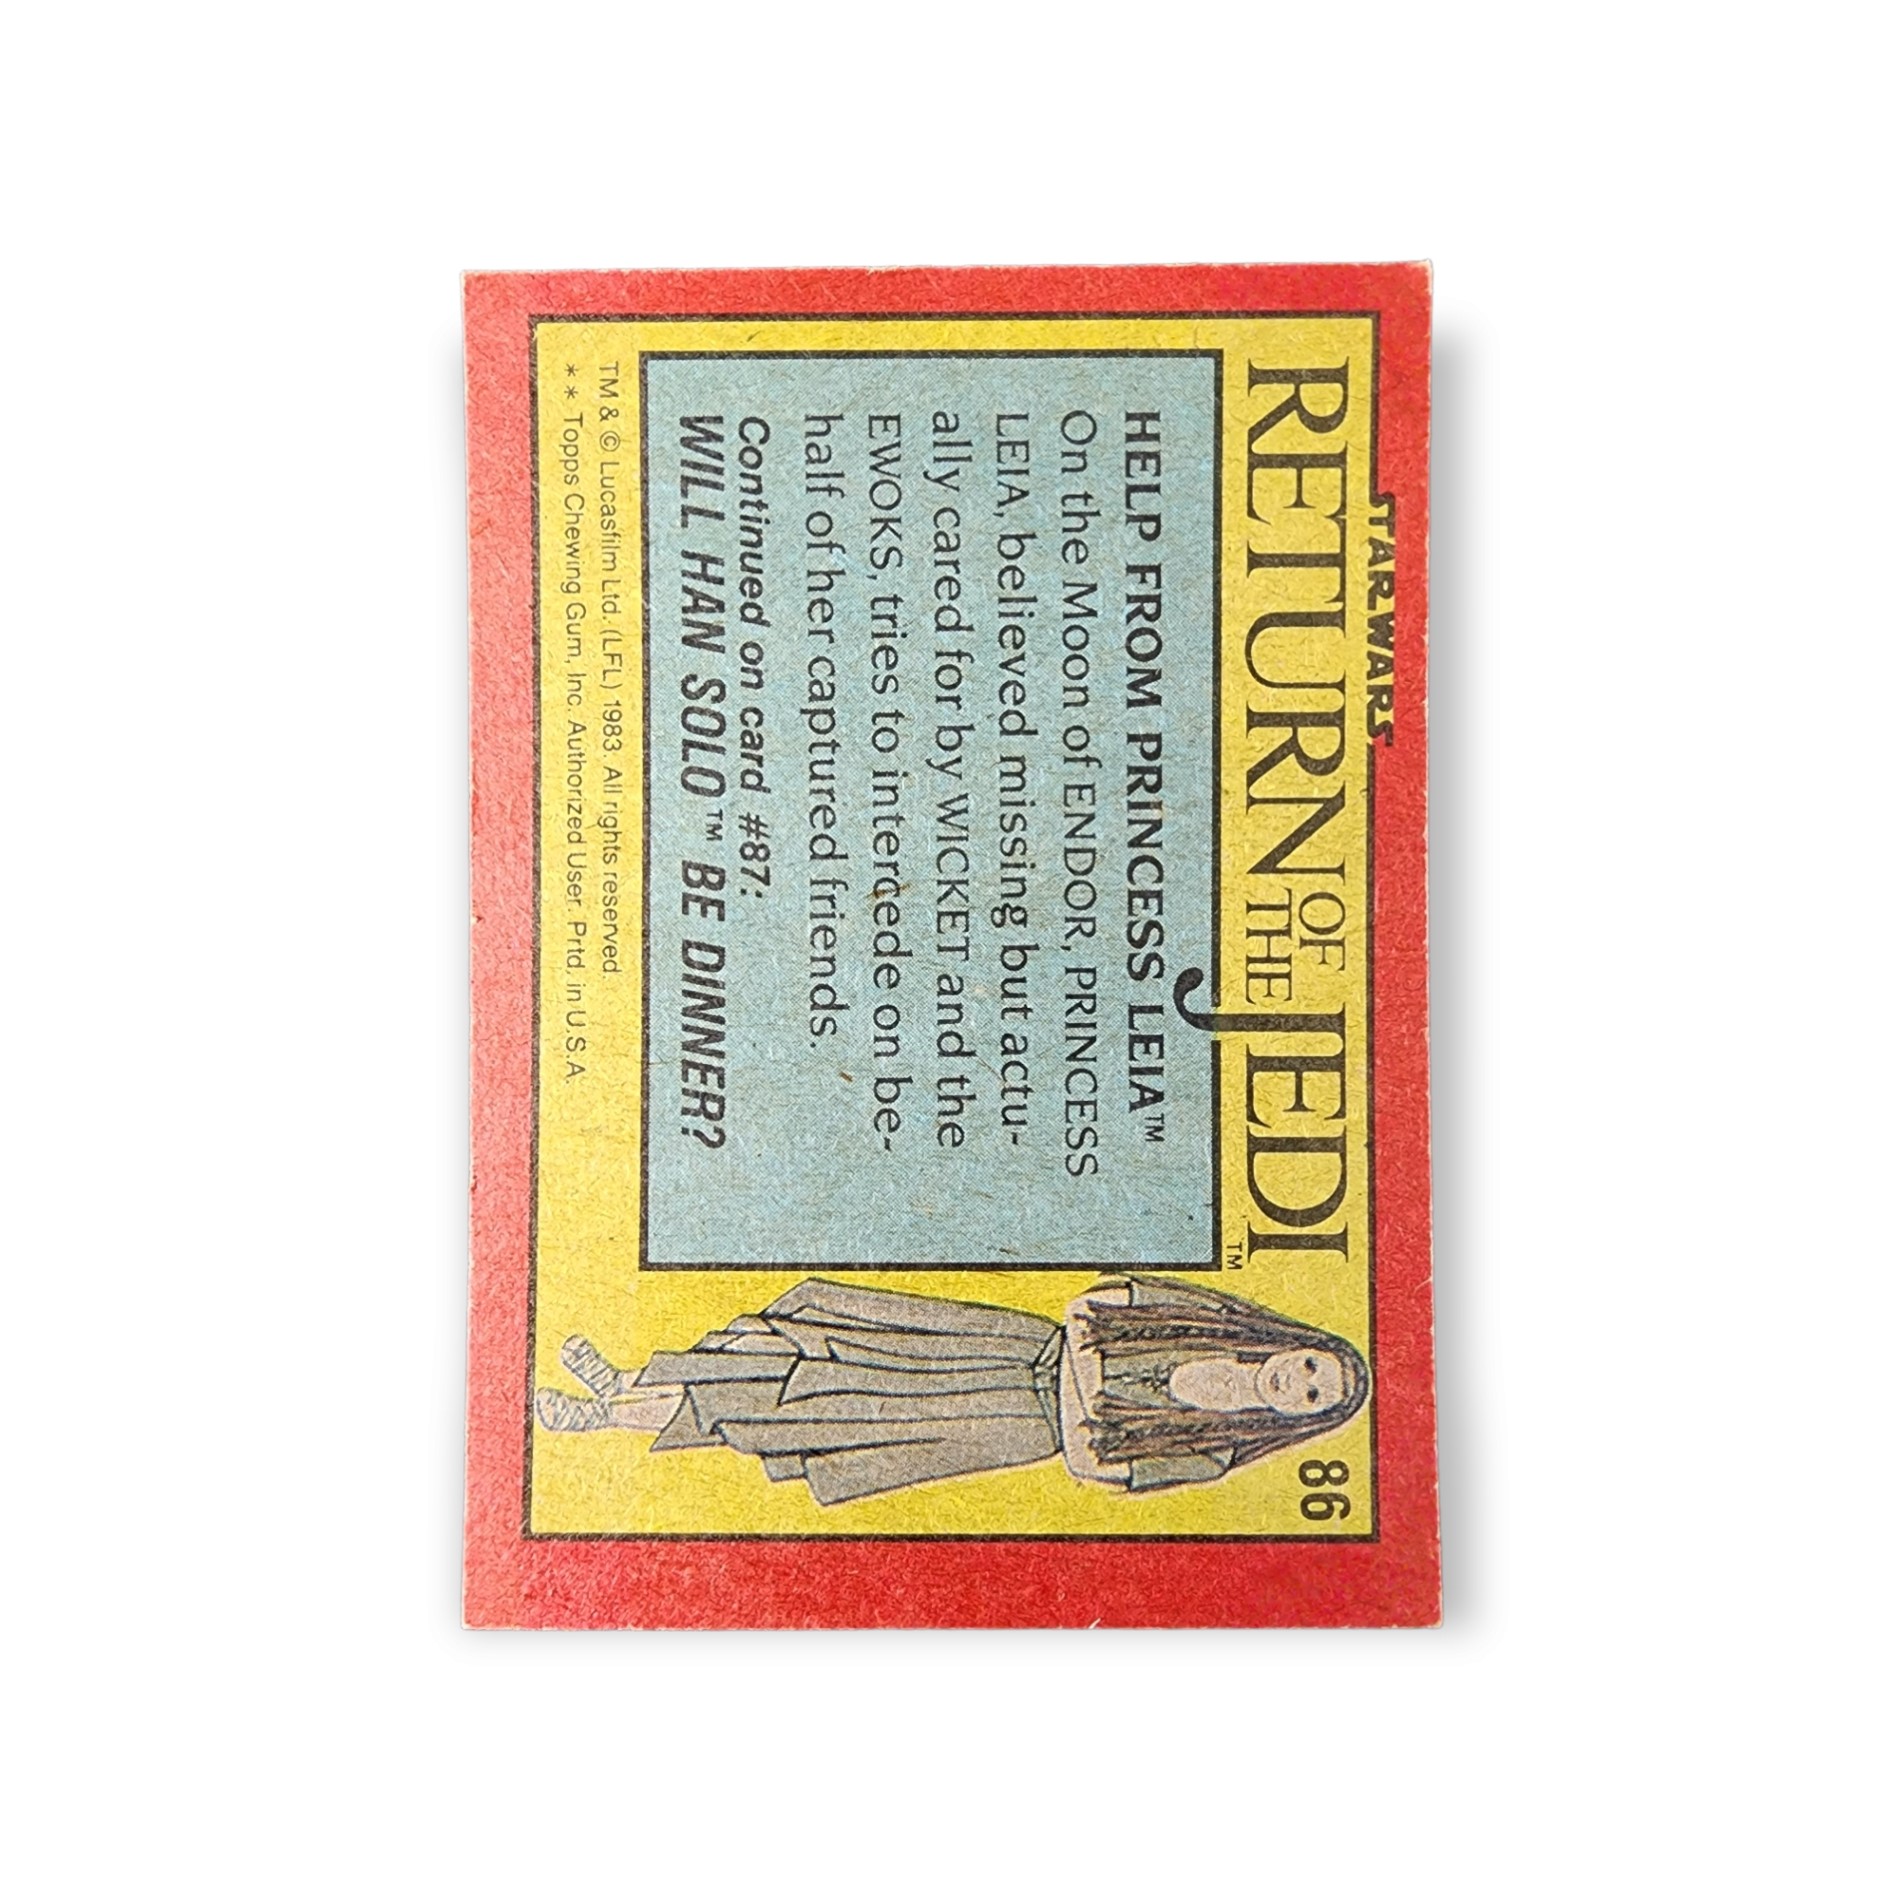 STAR WARS
RETURN OF THE JEDI™
86
HELP FROM PRINCESS LEIA™
On the Moon of ENDOR, PRINCESS
LEIA, believed missing but actu-
ally cared for by WICKET and the
EWOKS, tries to intercede on be-
half of her captured friends.
Continued on card #87:
WILL HAN SOLO™ BE DINNER?
TM & © Lucasfilm Ltd. (LFL) 1983. All rights reserved.
** Topps Chewing Gum, Inc. Authorized User. Prtd. in U.S.A.